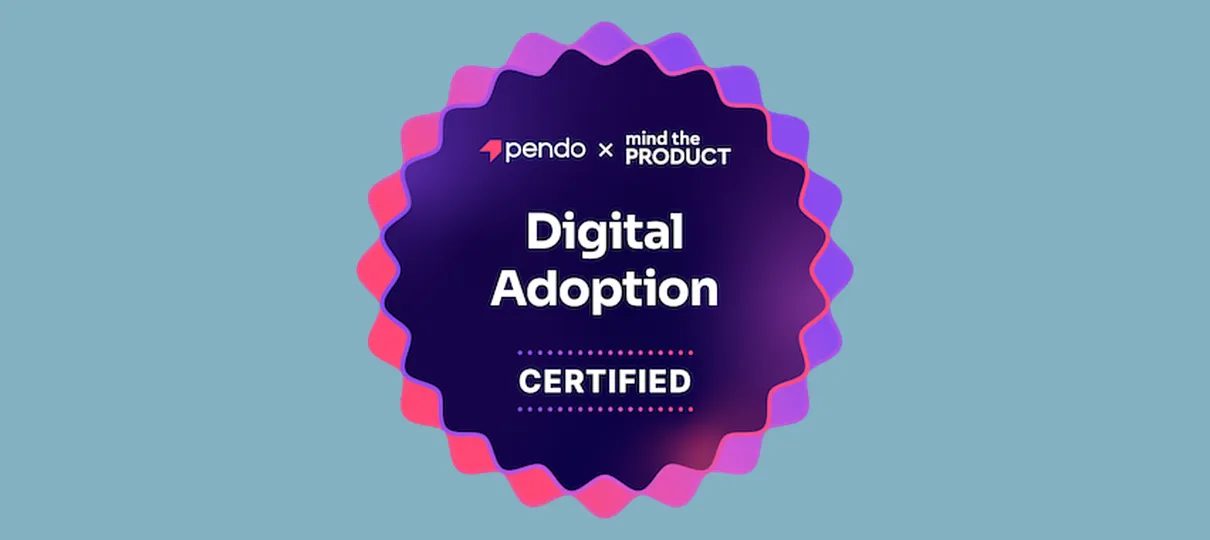 pendo × mind the PRODUCT
Digital
Adoption
CERTIFIED